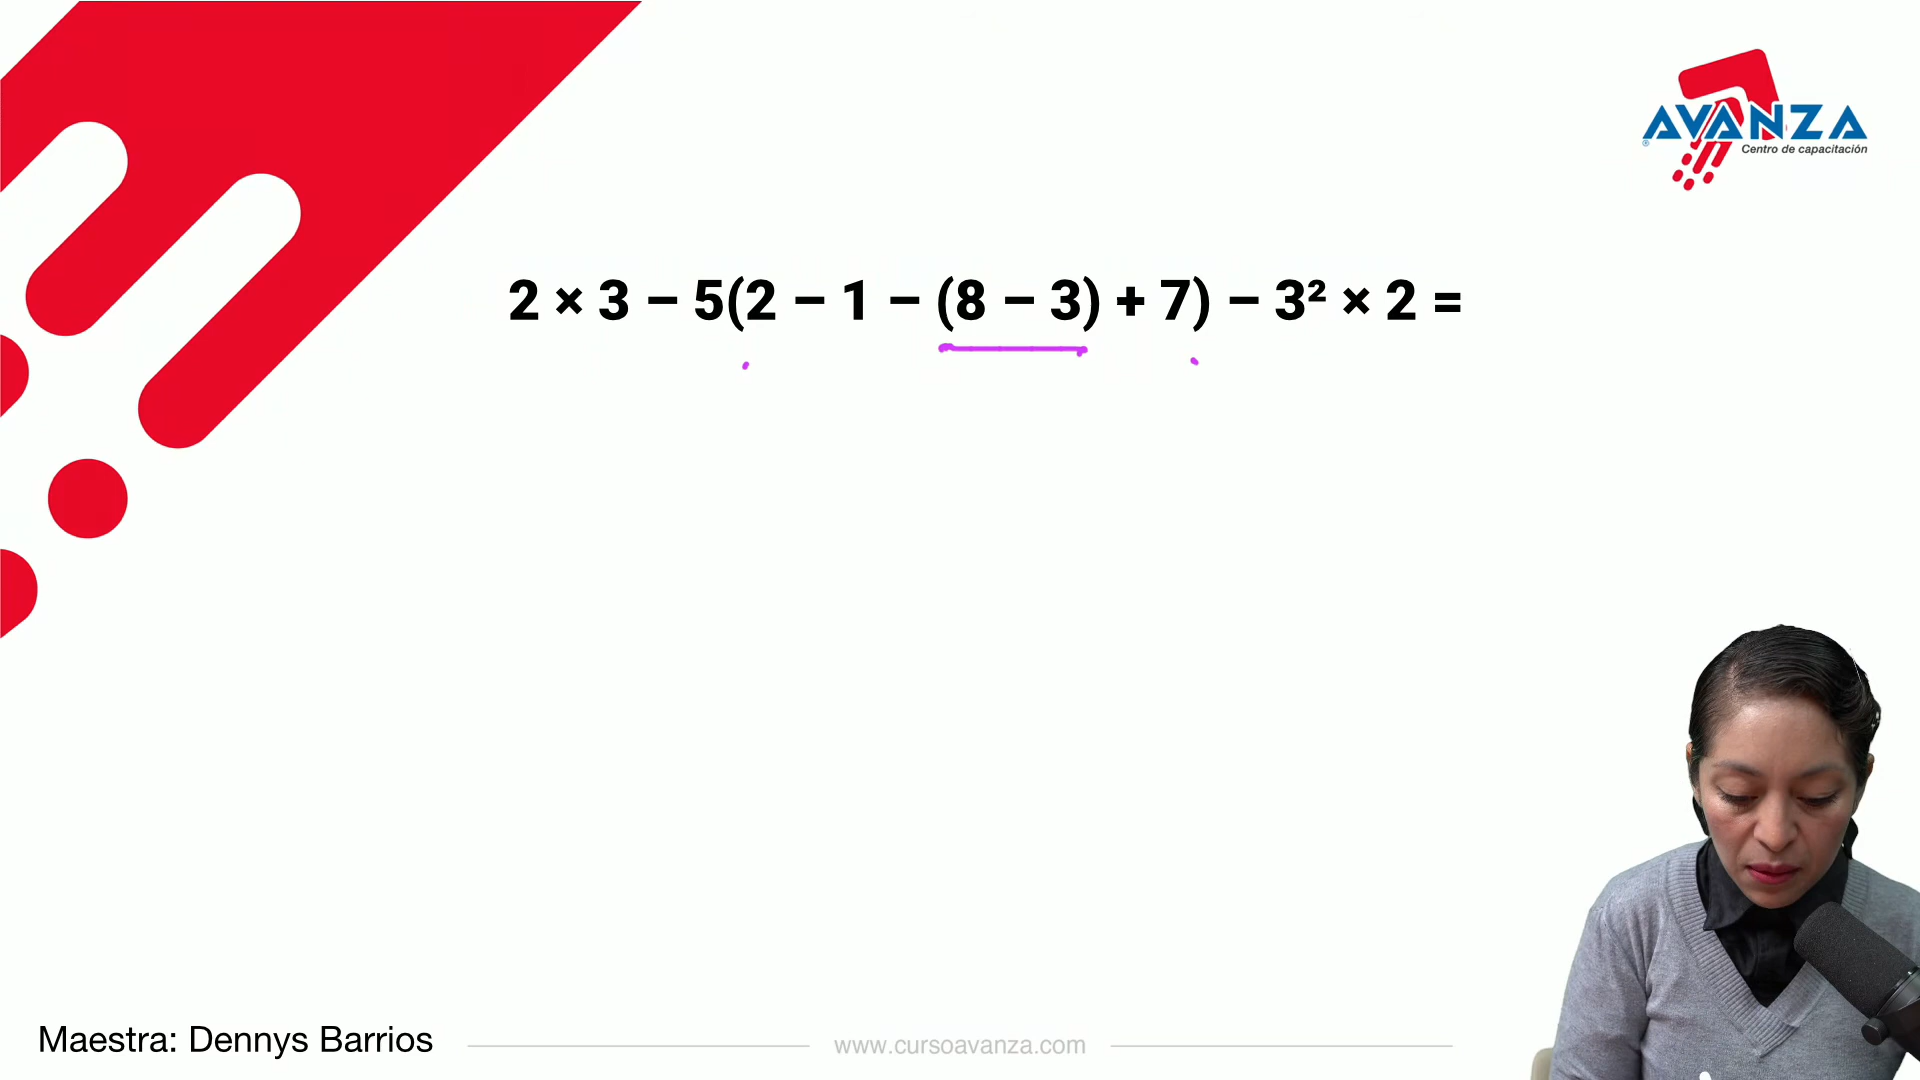 AVANZA
®
Centro de capacitación
2 × 3 – 5(2 – 1 – (8 – 3) + 7) – 3² × 2 =
Maestra: Dennys Barrios
www.cursoavanza.com